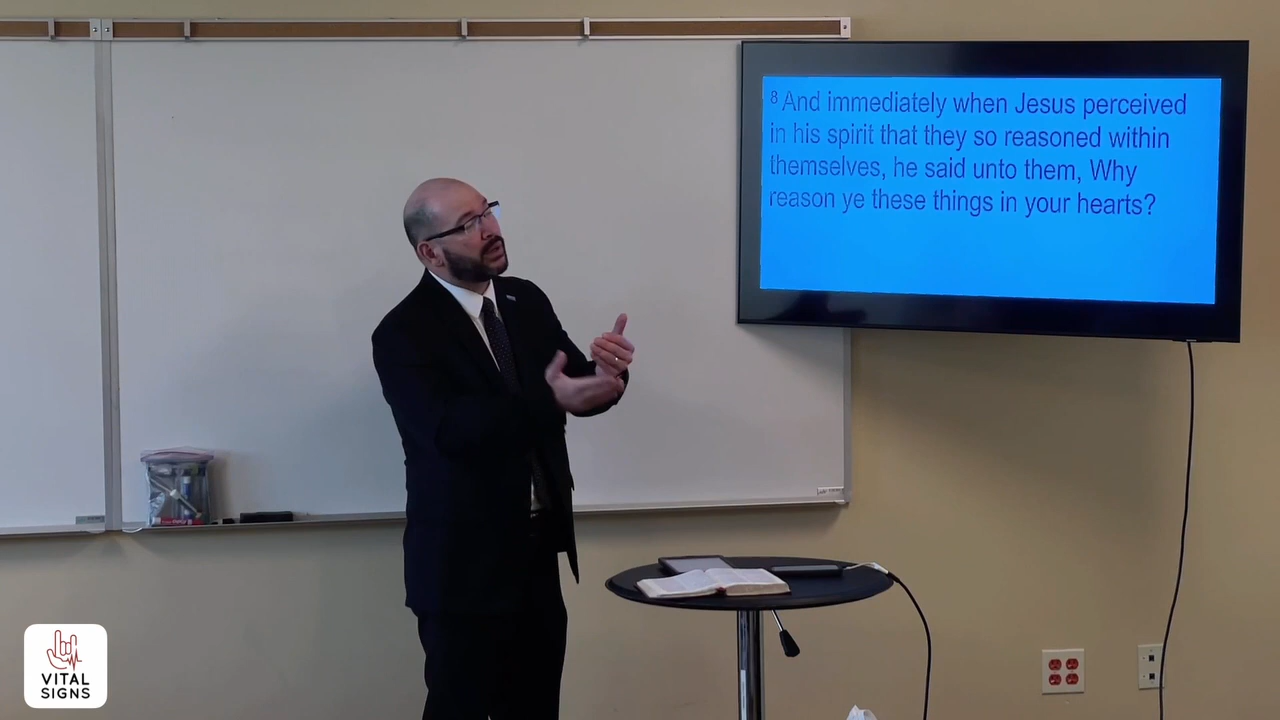 8 And immediately when Jesus perceived
in his spirit that they so reasoned within
themselves, he said unto them, Why
reason ye these things in your hearts?
VITAL
SIGNS